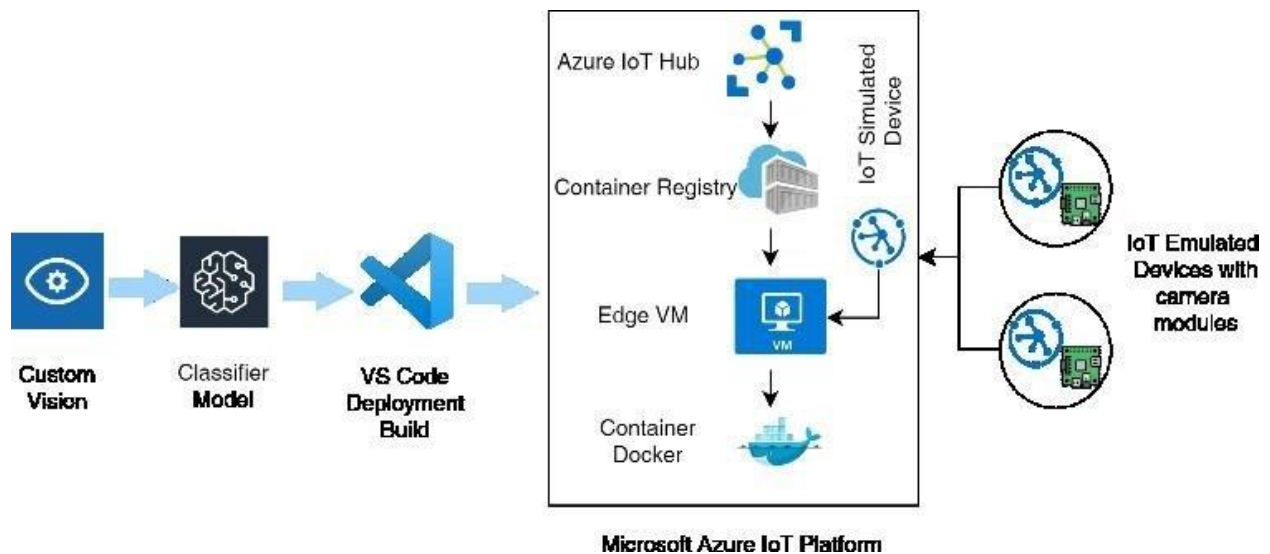 Custom
Vision
Classifier
Model
VS Code
Deployment
Build
Azure IoT Hub
Container Registry
Edge VM
VM
Container
Docker
IoT Simulated
Device
IoT Emulated
Devices with
camera
modules
Microsoft Azure IoT Platform